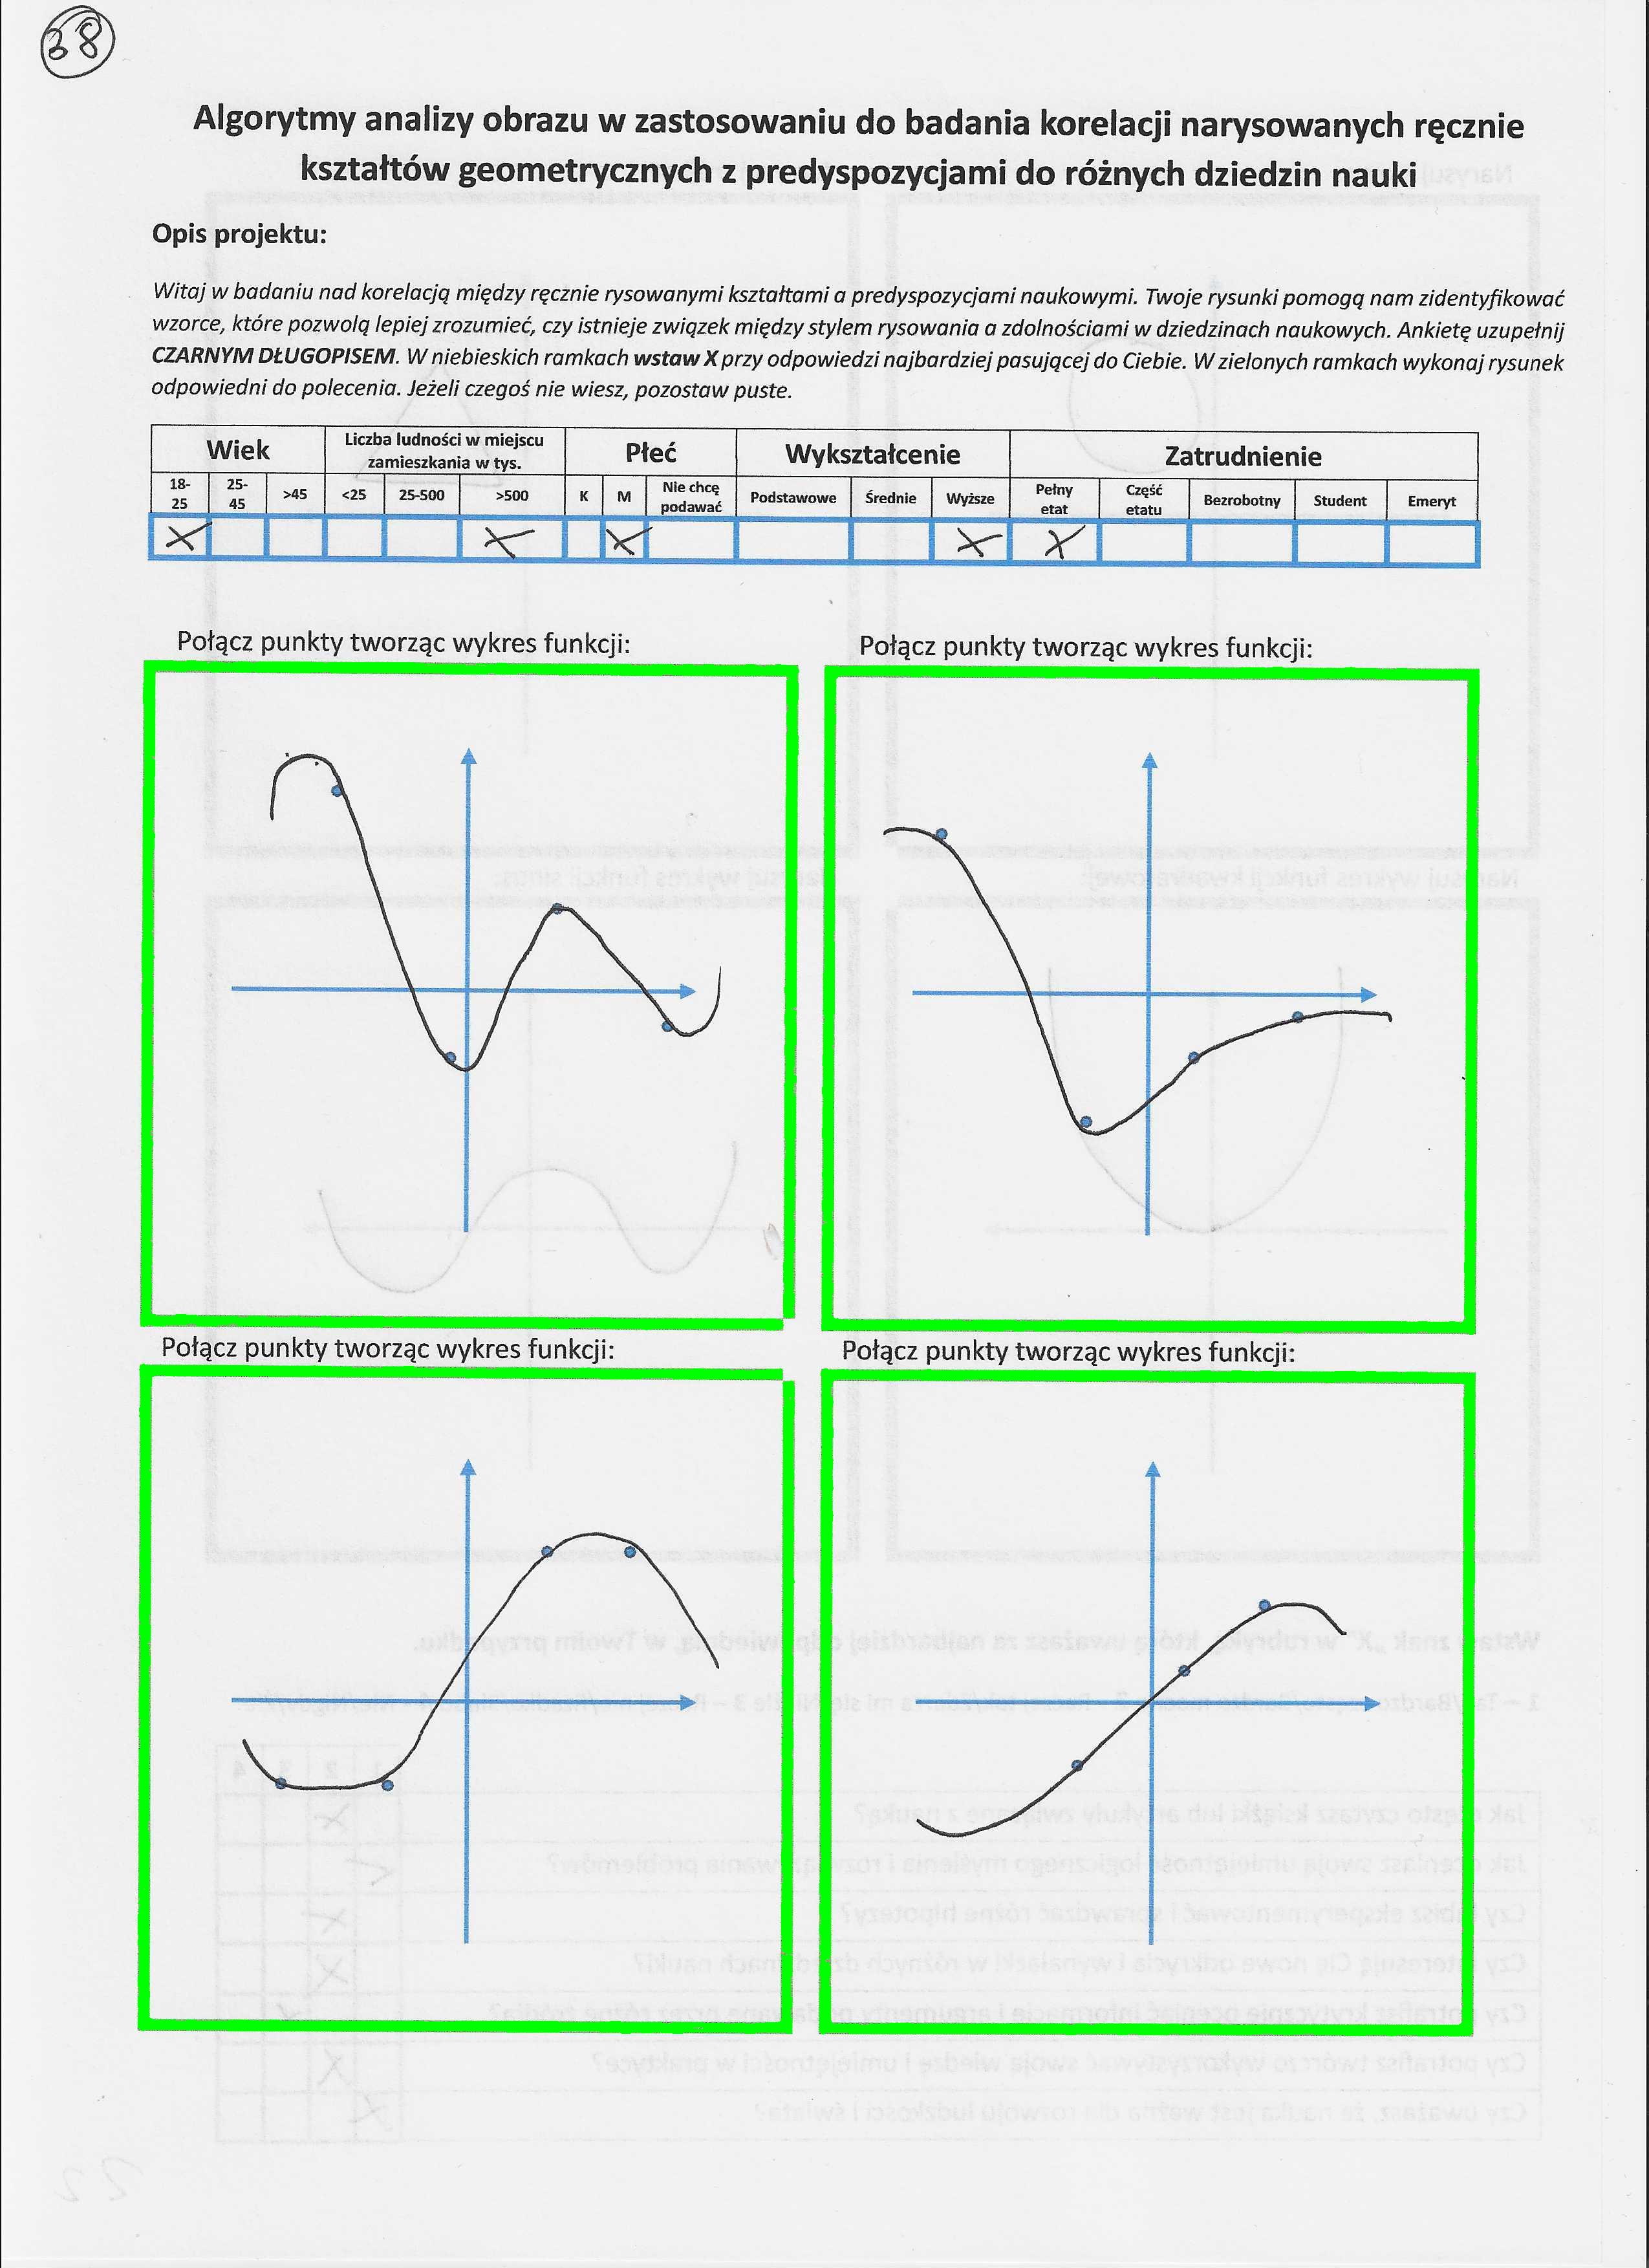 38
Algorytmy analizy obrazu w zastosowaniu do badania korelacji narysowanych ręcznie
kształtów geometrycznych z predyspozycjami do różnych dziedzin nauki
Opis projektu:
Witaj w badaniu nad korelacją między ręcznie rysowanymi kształtami a predyspozycjami naukowymi. Twoje rysunki pomogą nam zidentyfikować
wzorce, które pozwolą lepiej zrozumieć, czy istnieje związek między stylem rysowania a zdolnościami w dziedzinach naukowych. Ankietę uzupełnij
CZARNYM DŁUGOPISEM. W niebieskich ramkach wstaw X przy odpowiedzi najbardziej pasującej do Ciebie. W zielonych ramkach wykonaj rysunek
odpowiedni do polecenia. Jeżeli czegoś nie wiesz, pozostaw puste.
Wiek Liczba ludności w miejscu zamieszkania w tys. Płeć Wykształcenie Zatrudnienie
18-25 25-45 >45 <25 25-500 >500 K M Nie chcę podawać Podstawowe Średnie Wyższe Pełny etat Część etatu Bezrobotny Student Emeryt
X X X X X
Połącz punkty tworząc wykres funkcji: Połącz punkty tworząc wykres funkcji:
Połącz punkty tworząc wykres funkcji: Połącz punkty tworząc wykres funkcji: